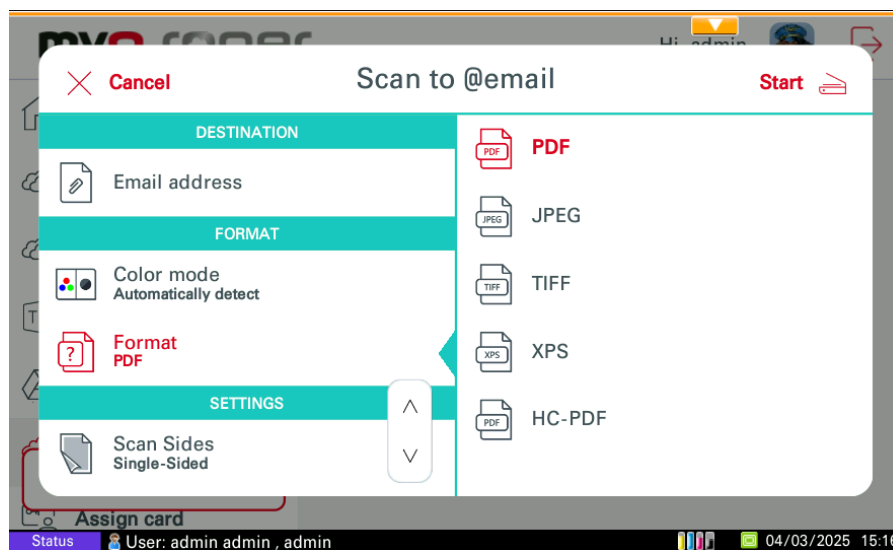 Hi, admin
Cancel
Scan to @email
Start
DESTINATION
Email address
FORMAT
Color mode
Automatically detect
Format
PDF
SETTINGS
Scan Sides
Single-Sided
PDF
PDF
JPEG
JPEG
TIFF
TIFF
XPS
XPS
PDF
HC-PDF
T
Assign card
Status
User: admin admin , admin
04/03/2025 15:16